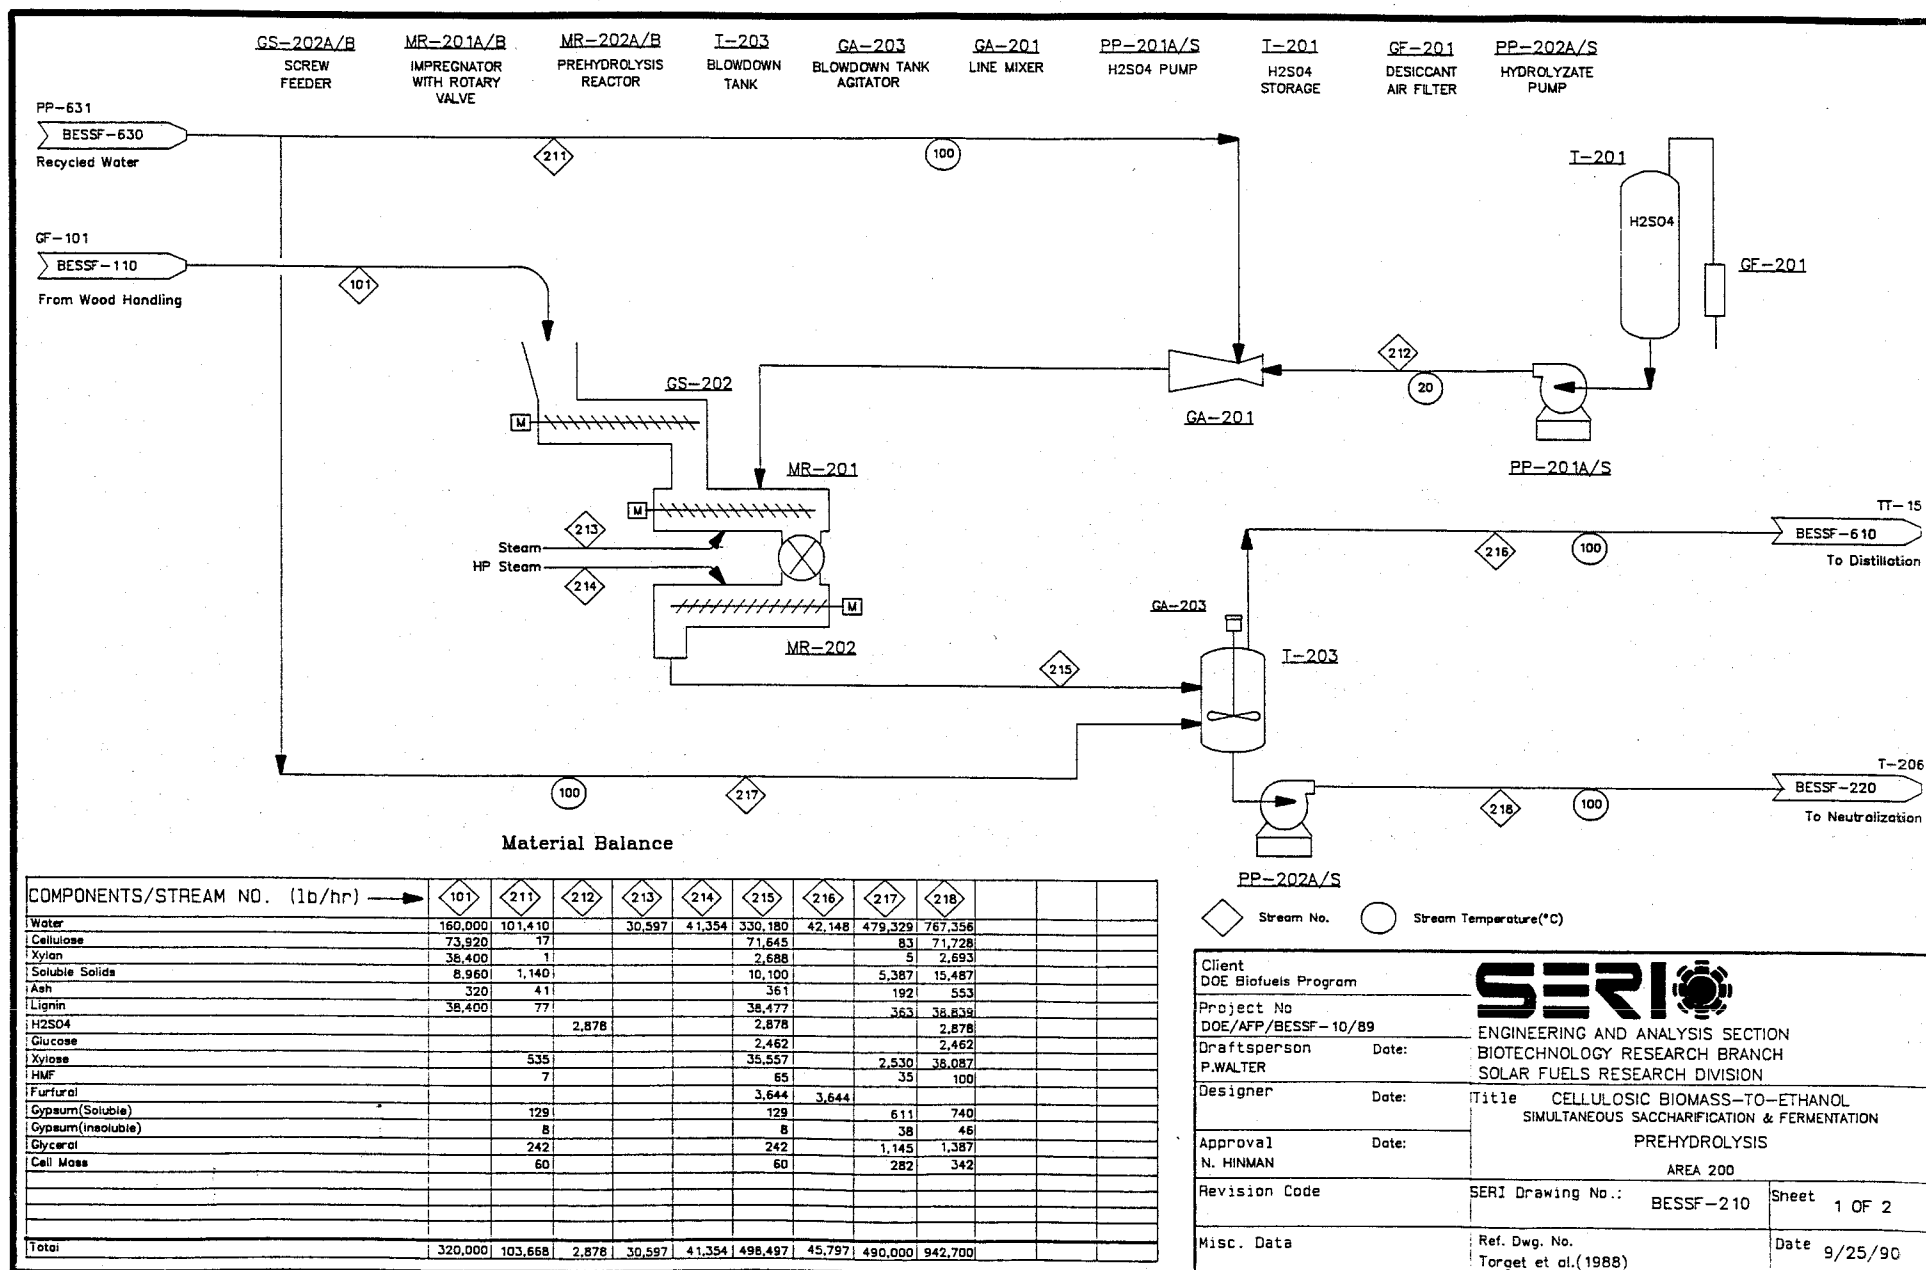 GS-202A/B MR-201A/B MR-202A/B T-203 GA-203 GA-201 PP-201A/S T-201 GF-201 PP-202A/S
SCREW IMPREGNATOR PREHYDROLYSIS BLOWDOWN BLOWDOWN TANK LINE MIXER H2SO4 PUMP H2SO4 DESICCANT HYDROLYZATE
FEEDER WITH ROTARY REACTOR TANK AGITATOR STORAGE AIR FILTER PUMP
VALVE
PP-631
BESSF-630
Recycled Water
211
100
T-201
H2SO4
GF-201
GF-101
BESSF-110
From Wood Handling
101
212
20
GA-201
PP-201A/S
GS-202
M
MR-201
M
213
Steam
HP Steam
214
M
MR-202
TT-15
BESSF-610
To Distillation
216
100
GA-203
T-203
215
T-206
BESSF-220
To Neutralization
218
100
100
217
PP-202A/S
Material Balance
COMPONENTS/STREAM NO. (lb/hr) 101 211 212 213 214 215 216 217 218
Water 160,000 101,410 30,597 41,354 330,180 42,148 479,329 767,356
Cellulose 73,920 17 71,645 83 71,728
Xylan 38,400 1 2,688 5 2,693
Soluble Solids 8,960 1,140 10,100 5,387 15,487
Ash 320 41 361 192 553
Lignin 38,400 77 38,477 363 38,839
H2SO4 2,878 2,878 2,878
Glucose 2,462 2,462
Xylose 535 35,557 2,530 38,087
HMF 7 65 35 100
Furfural 3,644 3,644
Gypsum(Soluble) 129 129 611 740
Gypsum(Insoluble) 8 8 38 46
Glycerol 242 242 1,145 1,387
Cell Mass 60 60 282 342
Total 320,000 103,668 2,878 30,597 41,354 498,497 45,797 490,000 942,700
Stream No. Stream Temperature(°C)
Client
DOE Biofuels Program
Project No
DOE/AFP/BESSF-10/89
Draftsperson Date:
P.WALTER
Designer Date:
Approval Date:
N. HINMAN
Revision Code
Misc. Data
SERI
ENGINEERING AND ANALYSIS SECTION
BIOTECHNOLOGY RESEARCH BRANCH
SOLAR FUELS RESEARCH DIVISION
Title CELLULOSIC BIOMASS-TO-ETHANOL
SIMULTANEOUS SACCHARIFICATION & FERMENTATION
PREHYDROLYSIS
AREA 200
SERI Drawing No.: BESSF-210
Sheet 1 OF 2
Ref. Dwg. No.
Torget et al.(1988)
Date 9/25/90